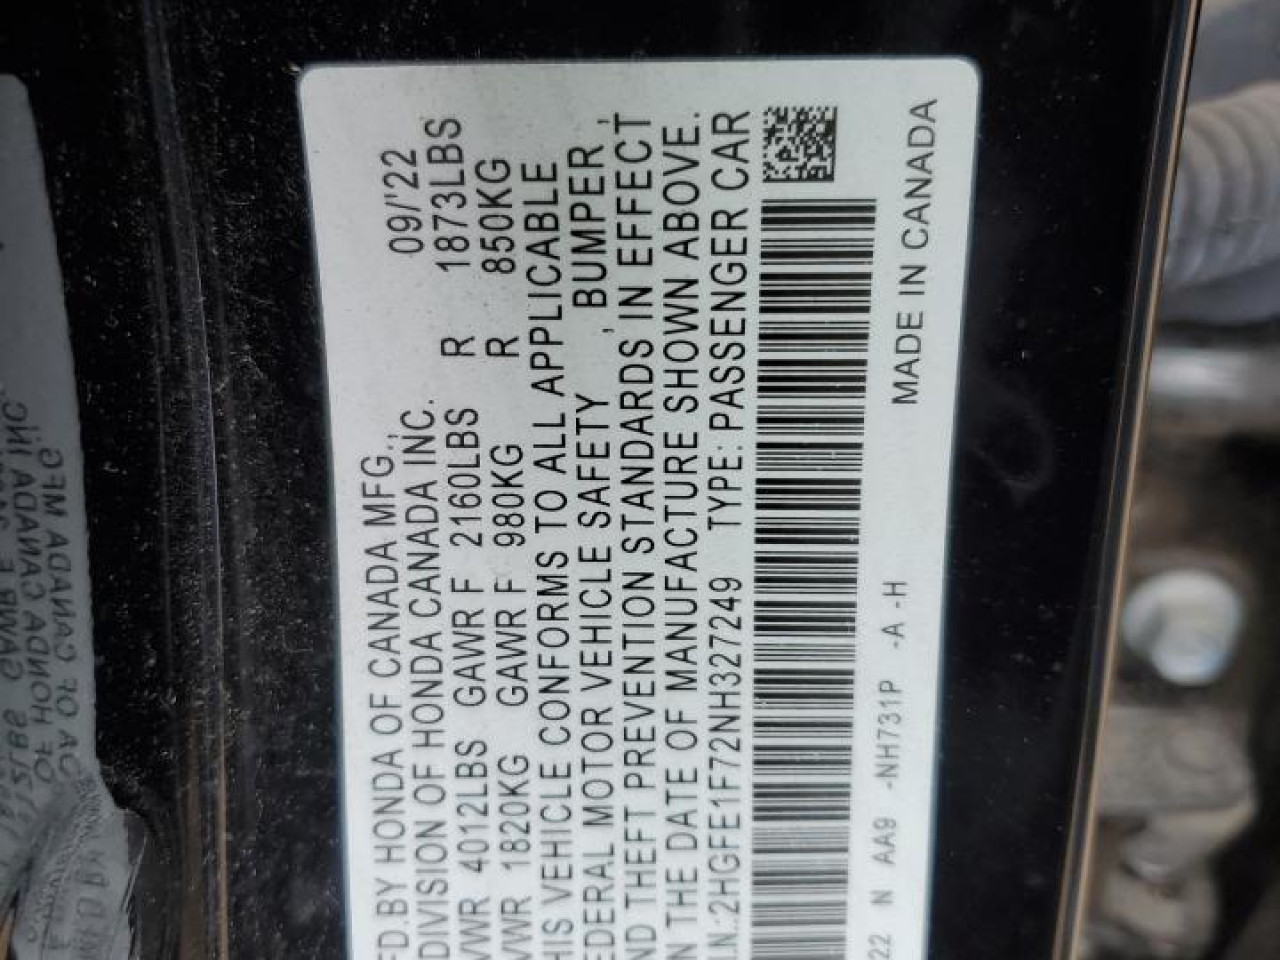 FD.BY HONDA OF CANADA MFG., 09/'22
DIVISION OF HONDA CANADA INC.
VWR 4012LBS GAWR F 2160LBS R 1873LBS
VWR 1820KG GAWR F 980KG R 850KG
HIS VEHICLE CONFORMS TO ALL APPLICABLE
EDERAL MOTOR VEHICLE SAFETY , BUMPER ,
ND THEFT PREVENTION STANDARDS IN EFFECT
N THE DATE OF MANUFACTURE SHOWN ABOVE.
I.N.:2HGFE1F72NH327249 TYPE: PASSENGER CAR
22 N AA9 -NH731P -A -H MADE IN CANADA